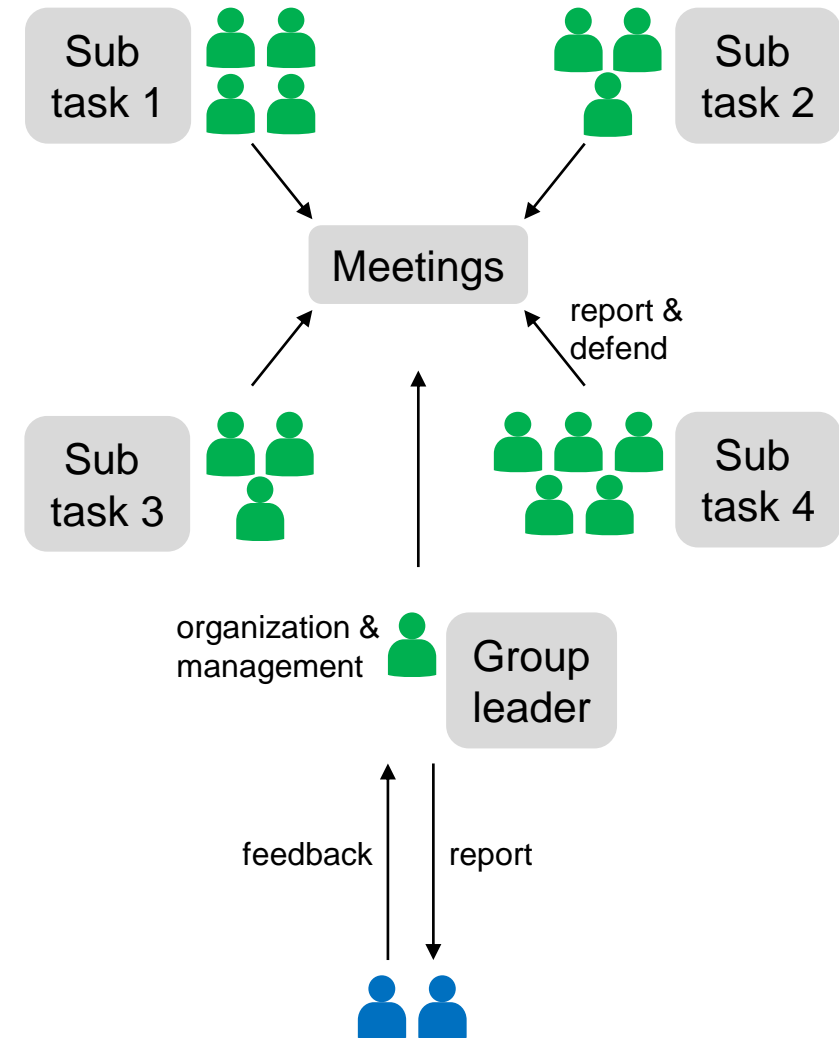 Sub
task 1
Sub
task 2
Meetings
report &
defend
Sub
task 3
Sub
task 4
organization &
management
Group
leader
feedback
report